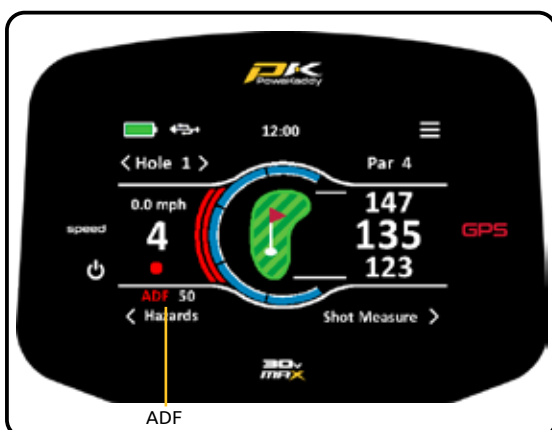 PK
PowaKaddy
12:00
< Hole 1 >
Par 4
0.0 mph
147
speed
4
135
GPS
123
ADF 50
< Hazards
Shot Measure >
30v
MAX
ADF